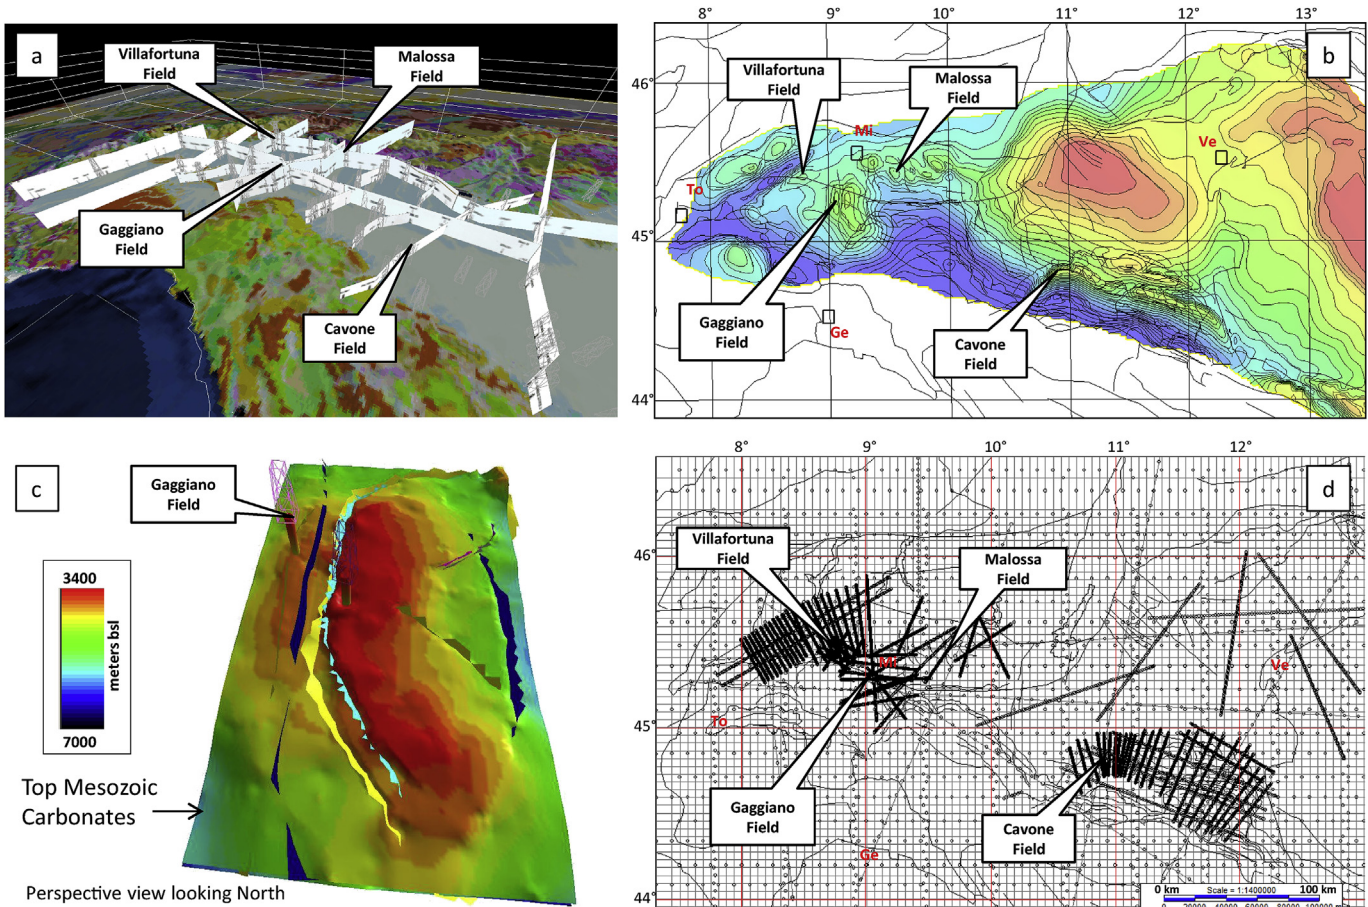 a
Villafortuna
Field
Malossa
Field
Gaggiano
Field
Cavone
Field
8°
9°
10°
11°
12°
13°
b
46°
45°
44°
Villafortuna
Field
Malossa
Field
Mi
To
Ve
Ge
Gaggiano
Field
Cavone
Field
c
Gaggiano
Field
3400
meters bsl
7000
Top Mesozoic
Carbonates
Perspective view looking North
8°
9°
10°
11°
12°
d
46°
45°
44°
Villafortuna
Field
Malossa
Field
Mi
Ve
To
Ge
Gaggiano
Field
Cavone
Field
0 km
Scale = 1:1400000
100 km